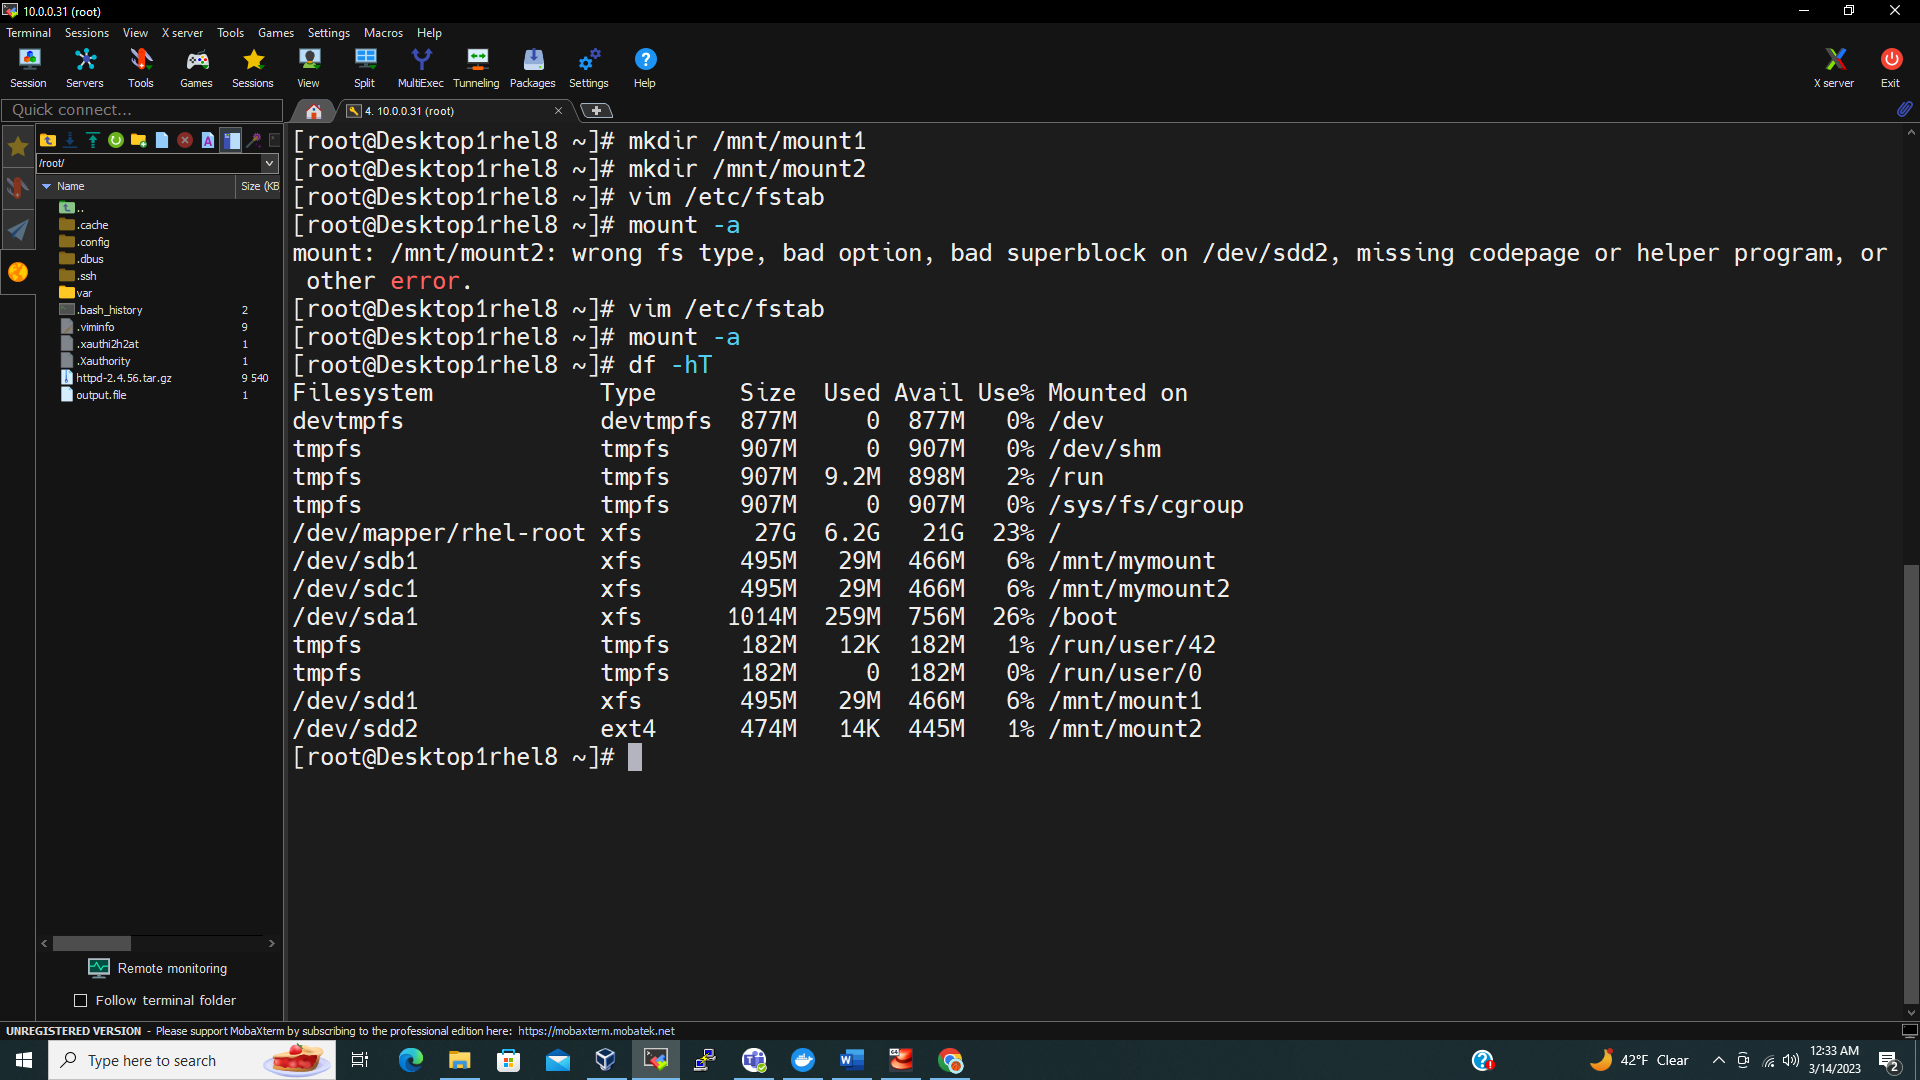 10.0.0.31 (root)
Terminal Sessions View X server Tools Games Settings Macros Help
Session Servers Tools Games Sessions View Split MultiExec Tunneling Packages Settings Help X server Exit
Quick connect...
4. 10.0.0.31 (root)
/root/
Name Size (KB
..
.cache
.config
.dbus
.ssh
var
.bash_history 2
.viminfo 9
.xauthi2h2at 1
.Xauthority 1
httpd-2.4.56.tar.gz 9 540
output.file 1
Remote monitoring
Follow terminal folder
[root@Desktop1rhel8 ~]# mkdir /mnt/mount1
[root@Desktop1rhel8 ~]# mkdir /mnt/mount2
[root@Desktop1rhel8 ~]# vim /etc/fstab
[root@Desktop1rhel8 ~]# mount -a
mount: /mnt/mount2: wrong fs type, bad option, bad superblock on /dev/sdd2, missing codepage or helper program, or
other error.
[root@Desktop1rhel8 ~]# vim /etc/fstab
[root@Desktop1rhel8 ~]# mount -a
[root@Desktop1rhel8 ~]# df -hT
Filesystem Type Size Used Avail Use% Mounted on
devtmpfs devtmpfs 877M 0 877M 0% /dev
tmpfs tmpfs 907M 0 907M 0% /dev/shm
tmpfs tmpfs 907M 9.2M 898M 2% /run
tmpfs tmpfs 907M 0 907M 0% /sys/fs/cgroup
/dev/mapper/rhel-root xfs 27G 6.2G 21G 23% /
/dev/sdb1 xfs 495M 29M 466M 6% /mnt/mymount
/dev/sdc1 xfs 495M 29M 466M 6% /mnt/mymount2
/dev/sda1 xfs 1014M 259M 756M 26% /boot
tmpfs tmpfs 182M 12K 182M 1% /run/user/42
tmpfs tmpfs 182M 0 182M 0% /run/user/0
/dev/sdd1 xfs 495M 29M 466M 6% /mnt/mount1
/dev/sdd2 ext4 474M 14K 445M 1% /mnt/mount2
[root@Desktop1rhel8 ~]#
UNREGISTERED VERSION - Please support MobaXterm by subscribing to the professional edition here: https://mobaxterm.mobatek.net
Type here to search
42°F Clear
12:33 AM
3/14/2023
2